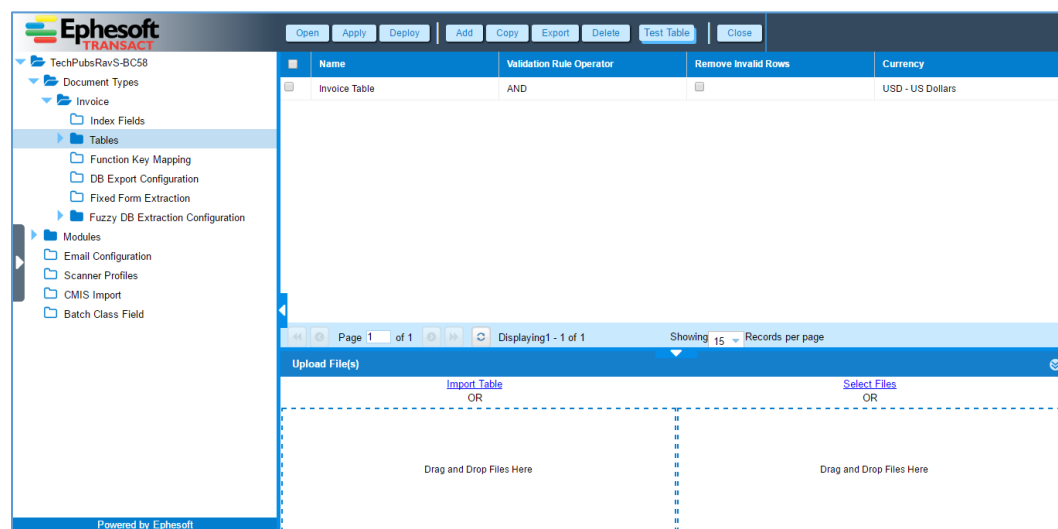 Ephesoft
TRANSACT
Open Apply Deploy Add Copy Export Delete Test Table Close
TechPubsRavS-BC58
Document Types
Invoice
Index Fields
Tables
Function Key Mapping
DB Export Configuration
Fixed Form Extraction
Fuzzy DB Extraction Configuration
Modules
Email Configuration
Scanner Profiles
CMIS Import
Batch Class Field
Powered by Ephesoft
Name Validation Rule Operator Remove Invalid Rows Currency
Invoice Table AND USD - US Dollars
Page 1 of 1 Displaying1 - 1 of 1 Showing 15 Records per page
Upload File(s)
Import Table Select Files
OR OR
Drag and Drop Files Here Drag and Drop Files Here